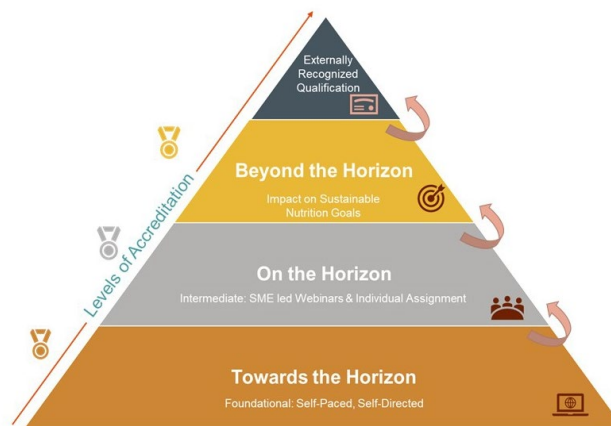 Externally
Recognized
Qualification
Beyond the Horizon
Impact on Sustainable
Nutrition Goals
Levels of Accreditation
On the Horizon
Intermediate: SME led Webinars & Individual Assignment
Towards the Horizon
Foundational: Self-Paced, Self-Directed